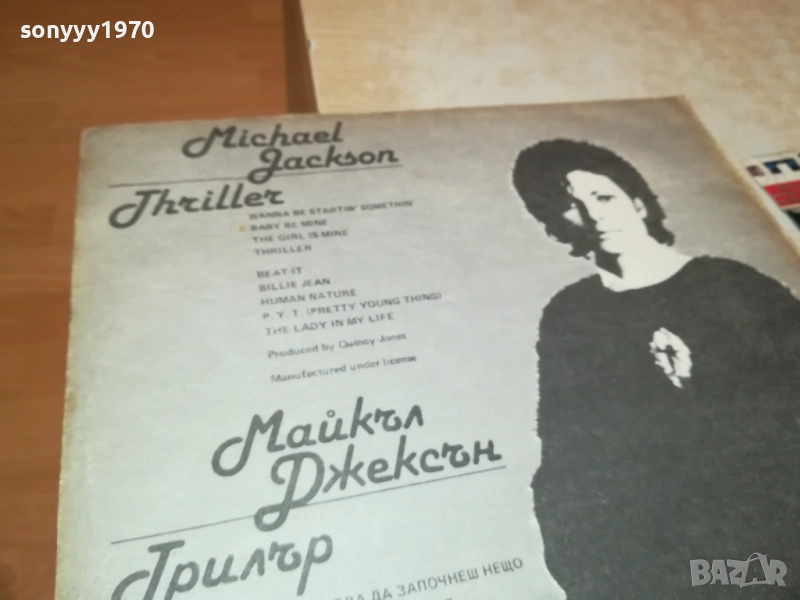 sonyyy1970
Michael
Jackson
Thriller
WANNA BE STARTIN' SOMETHIN'
BABY BE MINE
THE GIRL IS MINE
THRILLER
BEAT IT
BILLIE JEAN
HUMAN NATURE
P. Y. T. (PRETTY YOUNG THING)
THE LADY IN MY LIFE
Produced by Quincy Jones
Manufactured under license
Майкъл
Джексън
Трилър
ДА ЗАПОЧНЕШ НЕЩО
BAZAR